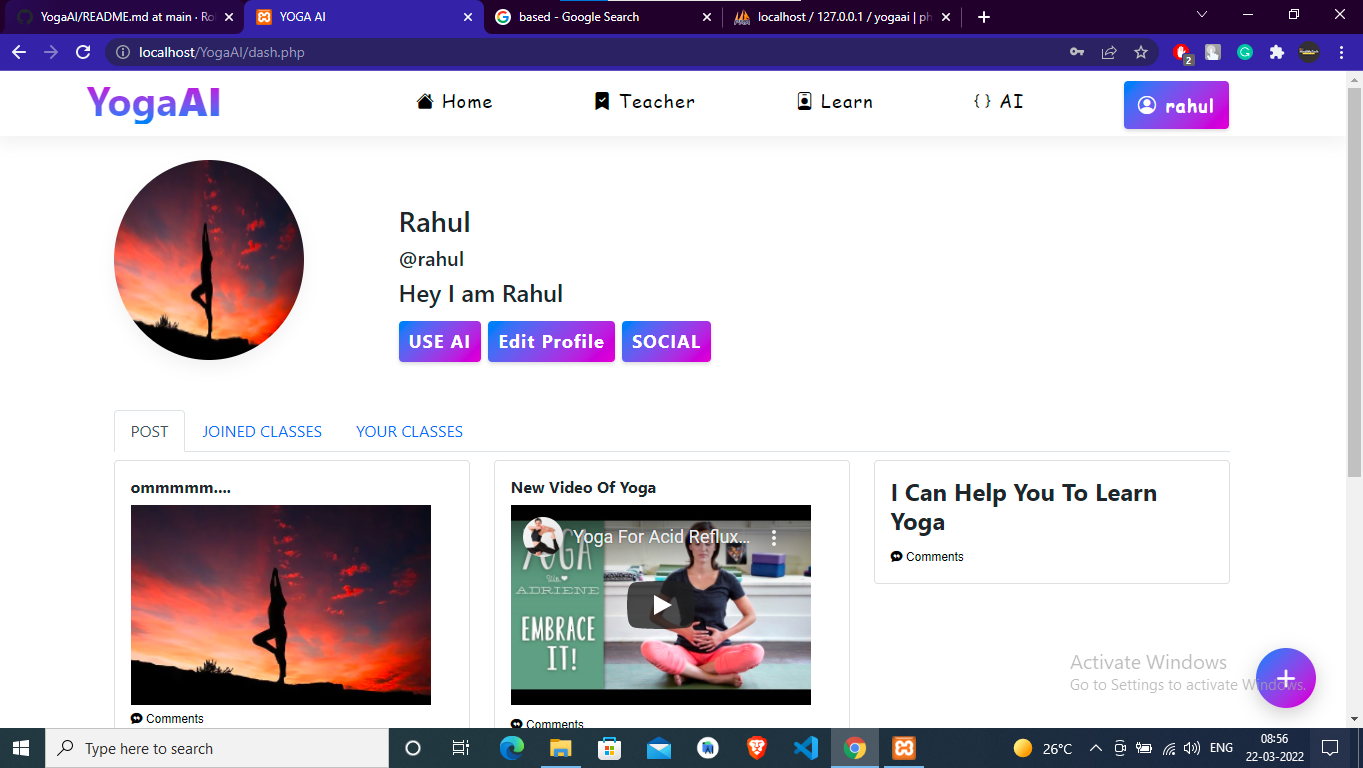 YogaAI/README.md at main · Ro
YOGA AI
based - Google Search
localhost / 127.0.0.1 / yogaai | ph
localhost/YogaAI/dash.php
2
YogaAI
Home
Teacher
Learn
{ } AI
rahul
Rahul
@rahul
Hey I am Rahul
USE AI
Edit Profile
SOCIAL
POST
JOINED CLASSES
YOUR CLASSES
ommmmm....
Comments
New Video Of Yoga
Yoga For Acid Reflux...
YOGA
With
ADRIENE
EMBRACE
IT!
Comments
I Can Help You To Learn
Yoga
Comments
Activate Windows
Go to Settings to activate Windows.
Type here to search
26°C
ENG
08:56
22-03-2022